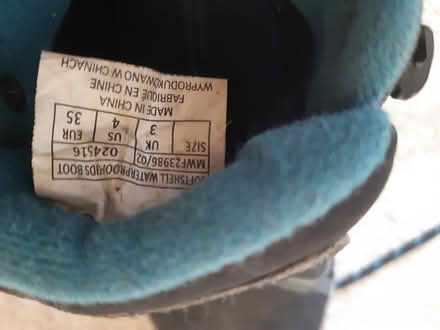 SOFTSHELL WATERPROOF KIDS BOOT
MWF23986/02 024516
SIZE UK US EUR
3 4 35
MADE IN CHINA
FABRIQUÉ EN CHINE
WYPRODUKOWANO W CHINACH